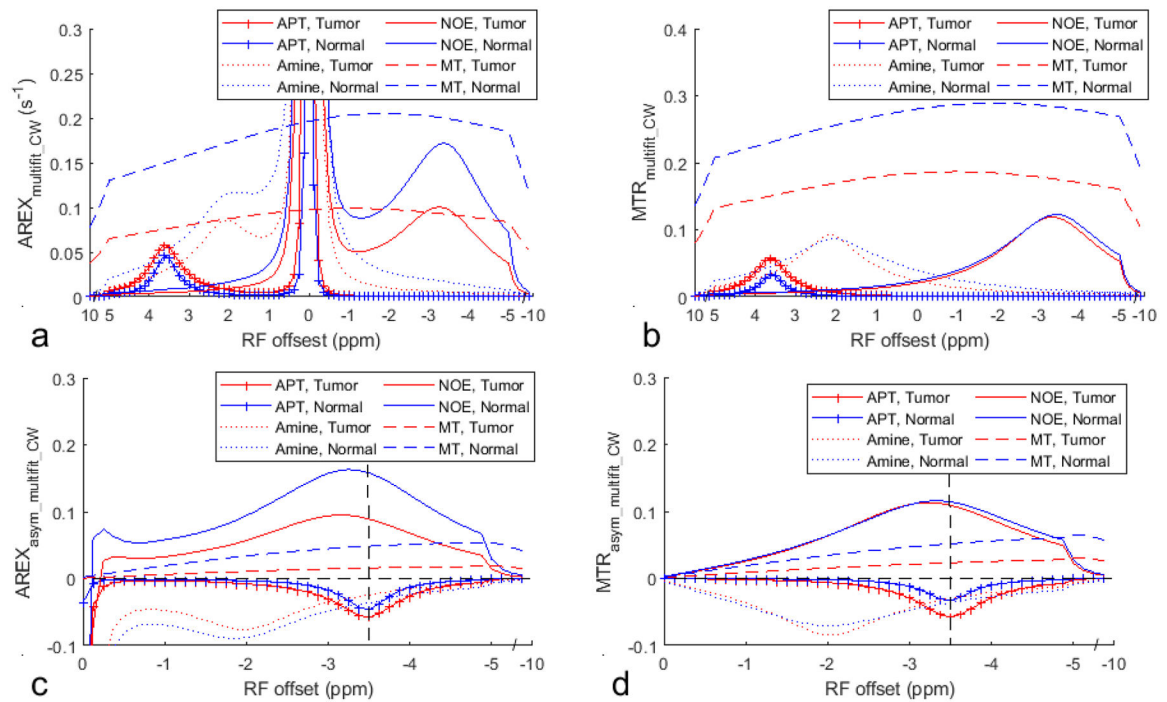 0.3
0.25
0.2
0.15
0.1
0.05
0
AREX multifit_CW (s-1)
APT, Tumor NOE, Tumor
APT, Normal NOE, Normal
Amine, Tumor MT, Tumor
Amine, Normal MT, Normal
10 5 4 3 2 1 0 -1 -2 -3 -4 -5 -10
RF offsest (ppm)
a
0.4
0.3
0.2
0.1
0
MTR multifit_CW
APT, Tumor NOE, Tumor
APT, Normal NOE, Normal
Amine, Tumor MT, Tumor
Amine, Normal MT, Normal
10 5 4 3 2 1 0 -1 -2 -3 -4 -5 -10
RF offsest (ppm)
b
0.3
0.2
0.1
0
-0.1
AREX asym_multifit_CW
APT, Tumor NOE, Tumor
APT, Normal NOE, Normal
Amine, Tumor MT, Tumor
Amine, Normal MT, Normal
0 -1 -2 -3 -4 -5 -10
RF offset (ppm)
c
0.3
0.2
0.1
0
-0.1
MTR asym_multifit_CW
APT, Tumor NOE, Tumor
APT, Normal NOE, Normal
Amine, Tumor MT, Tumor
Amine, Normal MT, Normal
0 -1 -2 -3 -4 -5 -10
RF offset (ppm)
d